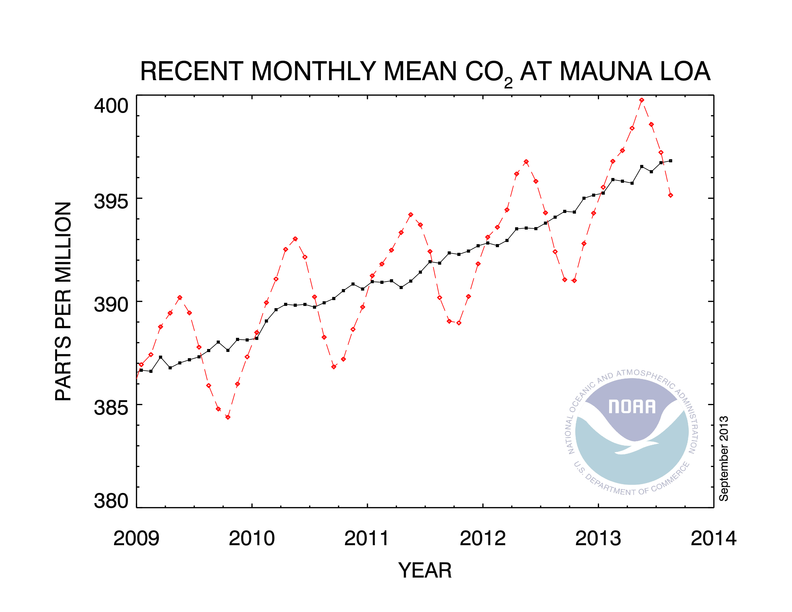 RECENT MONTHLY MEAN CO₂ AT MAUNA LOA
400
395
390
385
380
PARTS PER MILLION
2009 2010 2011 2012 2013 2014
YEAR
NATIONAL OCEANIC AND ATMOSPHERIC ADMINISTRATION
NOAA
U.S. DEPARTMENT OF COMMERCE
September 2013